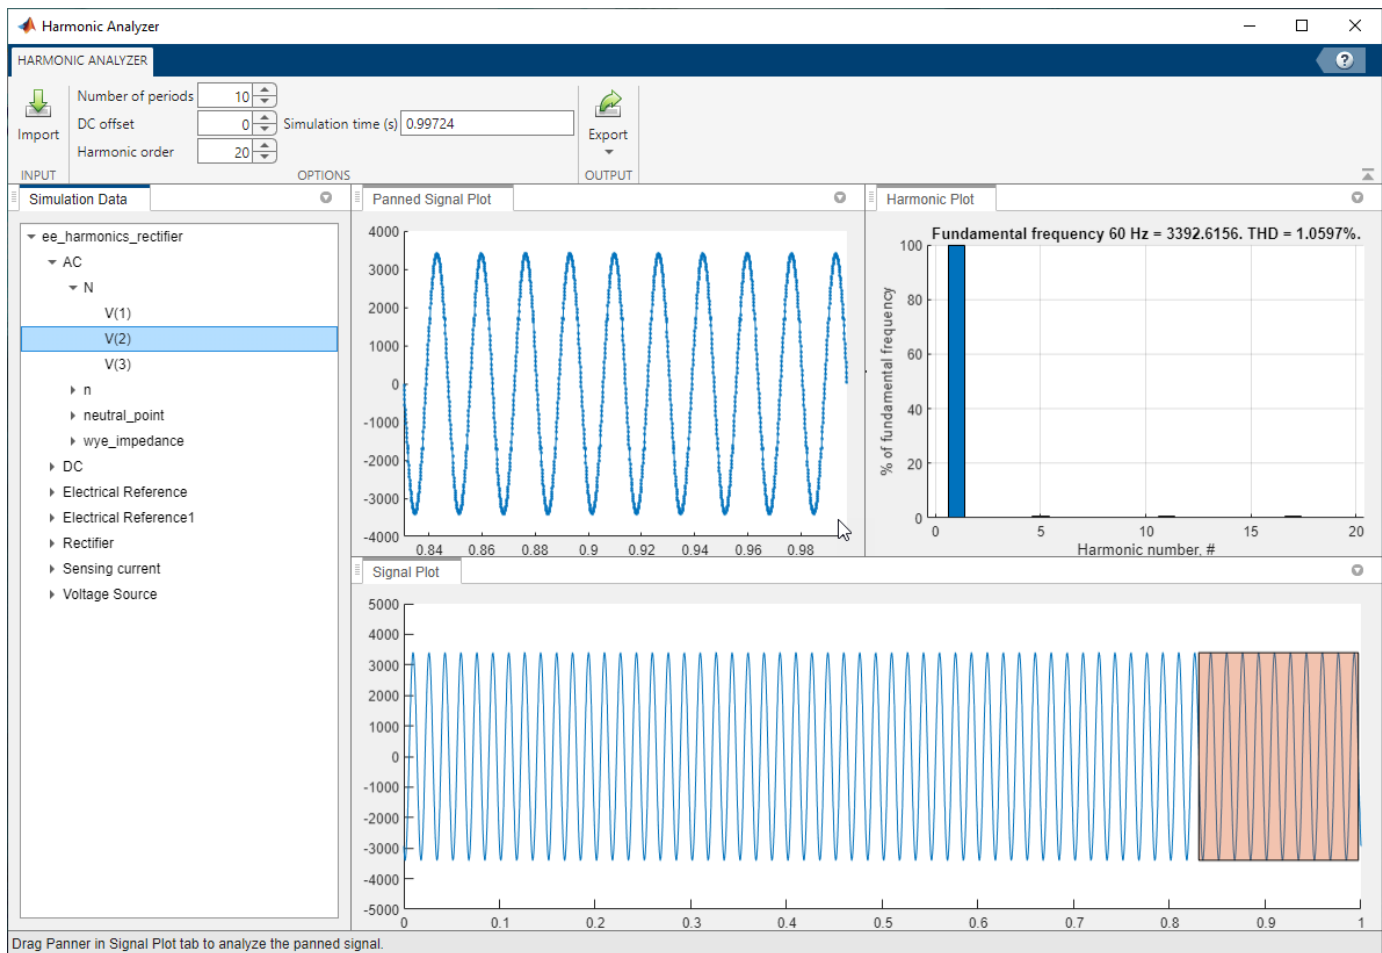 Harmonic Analyzer
HARMONIC ANALYZER
?
Import
Number of periods 10
DC offset 0 Simulation time (s) 0.99724
Harmonic order 20
Export
INPUT OPTIONS OUTPUT
Simulation Data
ee_harmonics_rectifier
AC
N
V(1)
V(2)
V(3)
n
neutral_point
wye_impedance
DC
Electrical Reference
Electrical Reference1
Rectifier
Sensing current
Voltage Source
Panned Signal Plot
4000
3000
2000
1000
0
-1000
-2000
-3000
-4000
0.84 0.86 0.88 0.9 0.92 0.94 0.96 0.98
Harmonic Plot
Fundamental frequency 60 Hz = 3392.6156. THD = 1.0597%.
% of fundamental frequency
100
80
60
40
20
0
0 5 10 15 20
Harmonic number, #
Signal Plot
5000
4000
3000
2000
1000
0
-1000
-2000
-3000
-4000
-5000
0 0.1 0.2 0.3 0.4 0.5 0.6 0.7 0.8 0.9 1
Drag Panner in Signal Plot tab to analyze the panned signal.